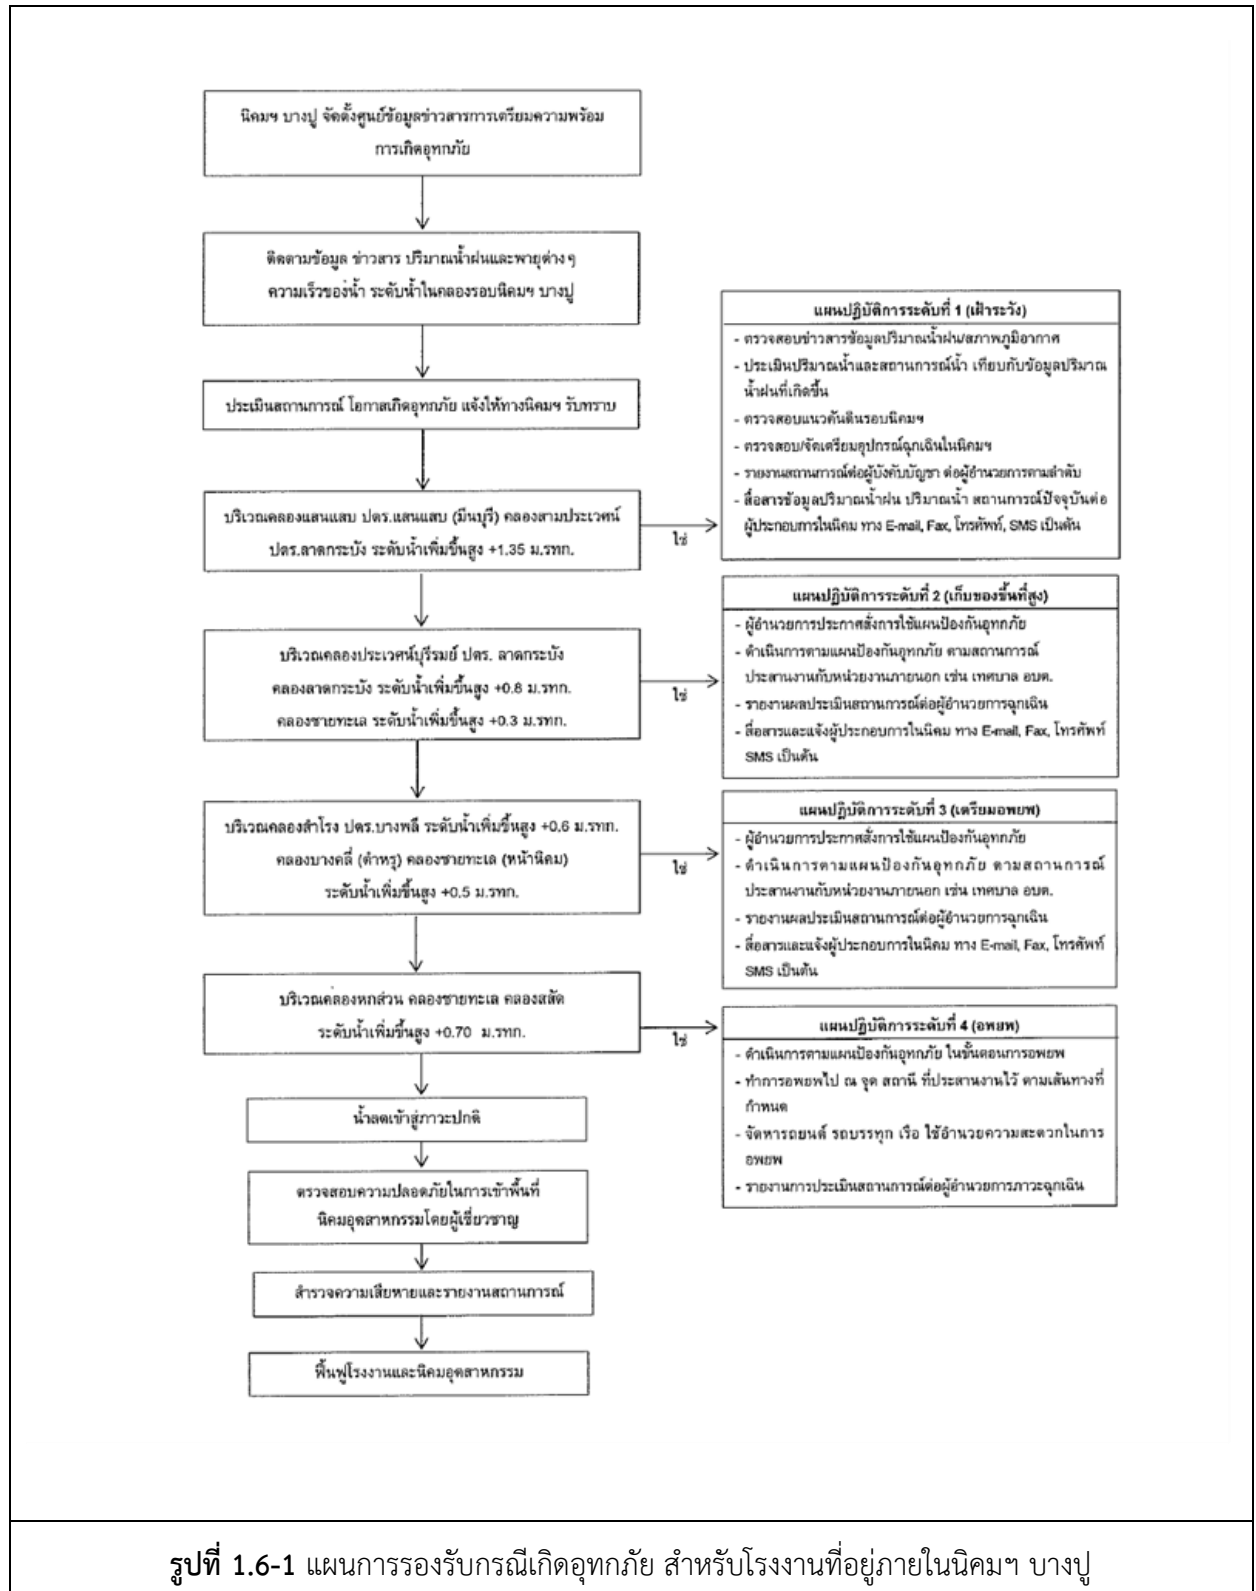 นิคมฯ บางปู จัดตั้งศูนย์ข้อมูลข่าวสารการเตรียมความพร้อม
การเกิดอุทกภัย
ติดตามข้อมูล ข่าวสาร ปริมาณน้ำฝนและพายุต่าง ๆ
ความเร็วของน้ำ ระดับน้ำในคลองรอบนิคมฯ บางปู
ประเมินสถานการณ์ โอกาสเกิดอุทกภัย แจ้งให้ทางนิคมฯ รับทราบ
บริเวณคลองแสนแสบ ปตร.แสนแสบ (มีนบุรี) คลองสามประเวศน์
ปตร.ลาดกระบัง ระดับน้ำเพิ่มขึ้นสูง +1.35 ม.รทก.
ใช่
แผนปฏิบัติการระดับที่ 1 (เฝ้าระวัง)
- ตรวจสอบข่าวสารข้อมูลปริมาณน้ำฝน/สภาพภูมิอากาศ
- ประเมินปริมาณน้ำและสถานการณ์น้ำ เทียบกับข้อมูลปริมาณ
น้ำฝนที่เกิดขึ้น
- ตรวจสอบแนวคันดินรอบนิคมฯ
- ตรวจสอบ/จัดเตรียมอุปกรณ์ฉุกเฉินในนิคมฯ
- รายงานสถานการณ์ต่อผู้บังคับบัญชา ต่อผู้อำนวยการตามลำดับ
- สื่อสารข้อมูลปริมาณน้ำฝน ปริมาณน้ำ สถานการณ์ปัจจุบันต่อ
ผู้ประกอบการในนิคม ทาง E-mail, Fax, โทรศัพท์, SMS เป็นต้น
บริเวณคลองประเวศน์บุรีรมย์ ปตร. ลาดกระบัง
คลองลาดกระบัง ระดับน้ำเพิ่มขึ้นสูง +0.8 ม.รทก.
คลองชายทะเล ระดับน้ำเพิ่มขึ้นสูง +0.3 ม.รทก.
ใช่
แผนปฏิบัติการระดับที่ 2 (เก็บของขึ้นที่สูง)
- ผู้อำนวยการประกาศสั่งการใช้แผนป้องกันอุทกภัย
- ดำเนินการตามแผนป้องกันอุทกภัย ตามสถานการณ์
ประสานงานกับหน่วยงานภายนอก เช่น เทศบาล อบต.
- รายงานผลประเมินสถานการณ์ต่อผู้อำนวยการฉุกเฉิน
- สื่อสารและแจ้งผู้ประกอบการในนิคม ทาง E-mail, Fax, โทรศัพท์
SMS เป็นต้น
บริเวณคลองสำโรง ปตร.บางพลี ระดับน้ำเพิ่มขึ้นสูง +0.6 ม.รทก.
คลองบางคลี่ (ตำหรุ) คลองชายทะเล (หน้านิคม)
ระดับน้ำเพิ่มขึ้นสูง +0.5 ม.รทก.
ใช่
แผนปฏิบัติการระดับที่ 3 (เตรียมอพยพ)
- ผู้อำนวยการประกาศสั่งการใช้แผนป้องกันอุทกภัย
- ดำเนินการตามแผนป้องกันอุทกภัย ตามสถานการณ์
ประสานงานกับหน่วยงานภายนอก เช่น เทศบาล อบต.
- รายงานผลประเมินสถานการณ์ต่อผู้อำนวยการฉุกเฉิน
- สื่อสารและแจ้งผู้ประกอบการในนิคม ทาง E-mail, Fax, โทรศัพท์
SMS เป็นต้น
บริเวณคลองหกส่วน คลองชายทะเล คลองสลัด
ระดับน้ำเพิ่มขึ้นสูง +0.70 ม.รทก.
ใช่
แผนปฏิบัติการระดับที่ 4 (อพยพ)
- ดำเนินการตามแผนป้องกันอุทกภัย ในขั้นตอนการอพยพ
- ทำการอพยพไป ณ จุด สถานี ที่ประสานงานไว้ ตามเส้นทางที่
กำหนด
- จัดหารถยนต์ รถบรรทุก เรือ ใช้อำนวยความสะดวกในการ
อพยพ
- รายงานการประเมินสถานการณ์ต่อผู้อำนวยการภาวะฉุกเฉิน
น้ำลดเข้าสู่ภาวะปกติ
ตรวจสอบความปลอดภัยในการเข้าพื้นที่
นิคมอุตสาหกรรมโดยผู้เชี่ยวชาญ
สำรวจความเสียหายและรายงานสถานการณ์
ฟื้นฟูโรงงานและนิคมอุตสาหกรรม
รูปที่ 1.6-1 แผนการรองรับกรณีเกิดอุทกภัย สำหรับโรงงานที่อยู่ภายในนิคมฯ บางปู